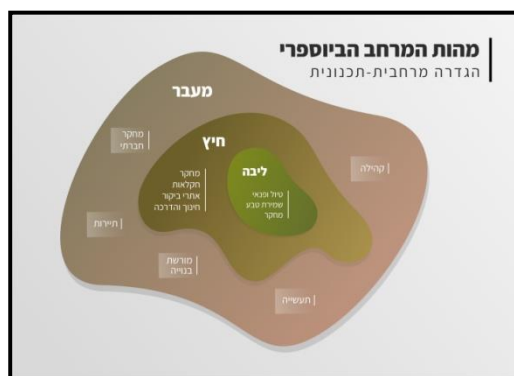 מהות המרחב הביוספרי
הגדרה מרחבית-תכנונית
מעבר
מחקר
חברתי
חיץ
ליבה
קהילה
מחקר
חקלאות
אתרי ביקור
חינוך והדרכה
טיול ופנאי
שמירת טבע
מחקר
תיירות
מורשת
בנוייה
תעשייה